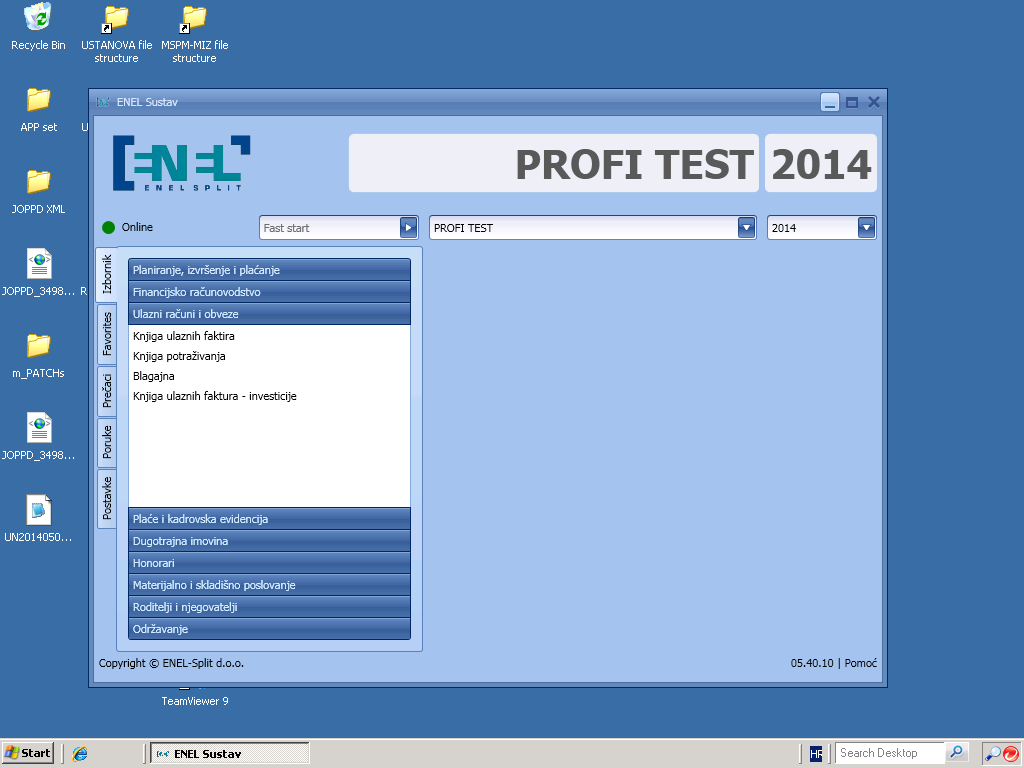 Recycle Bin
USTANOVA file
structure
MSPM-MIZ file
structure
APP set
U
JOPPD XML
JOPPD_3498...
R
m_PATCHs
JOPPD_3498...
UN2014050...
TeamViewer 9
ENEL Sustav
ENEL
ENEL SPLIT
PROFI TEST
2014
Online
Fast start
PROFI TEST
2014
Izbornik
Favorites
Prečaci
Poruke
Postavke
Planiranje, izvršenje i plaćanje
Financijsko računovodstvo
Ulazni računi i obveze
Knjiga ulaznih faktira
Knjiga potraživanja
Blagajna
Knjiga ulaznih faktura - investicije
Plaće i kadrovska evidencija
Dugotrajna imovina
Honorari
Materijalno i skladišno poslovanje
Roditelji i njegovatelji
Održavanje
Copyright © ENEL-Split d.o.o.
05.40.10 | Pomoć
Start
ENEL Sustav
HR
Search Desktop